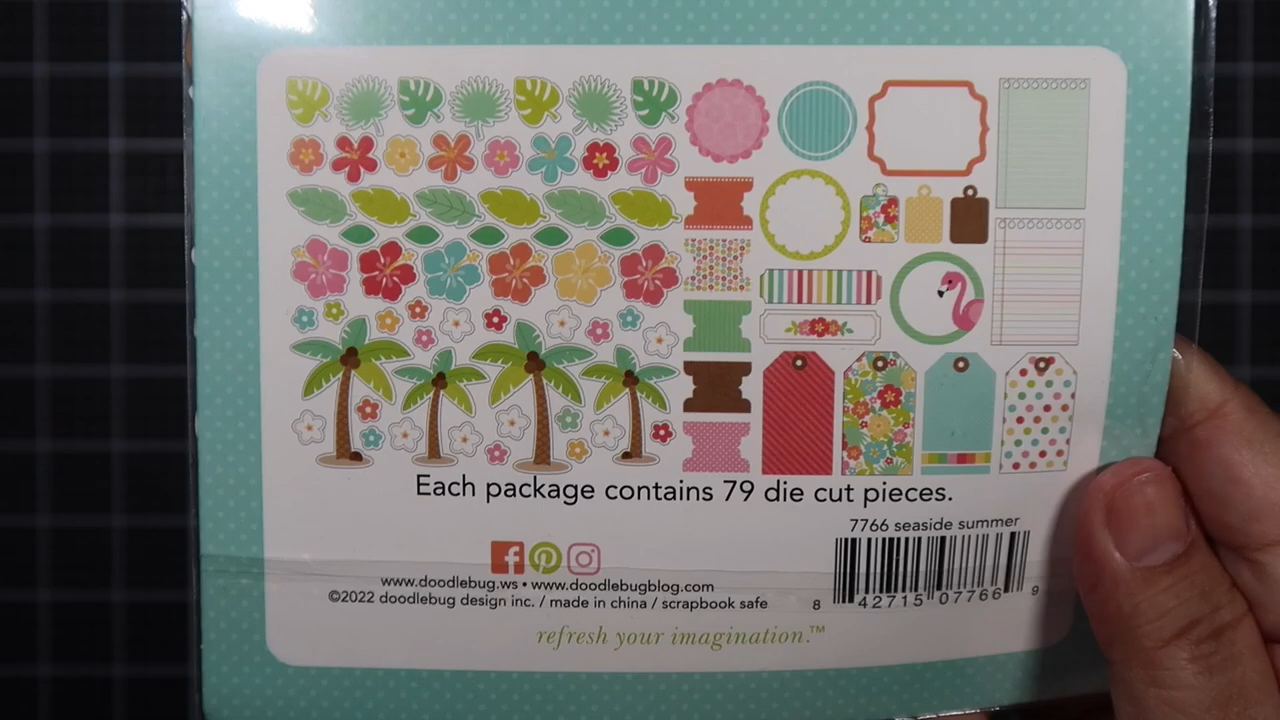 Each package contains 79 die cut pieces.
7766 seaside summer
www.doodlebug.ws • www.doodlebugblog.com
©2022 doodlebug design inc. / made in china / scrapbook safe
8 42715 07766 9
refresh your imagination.™